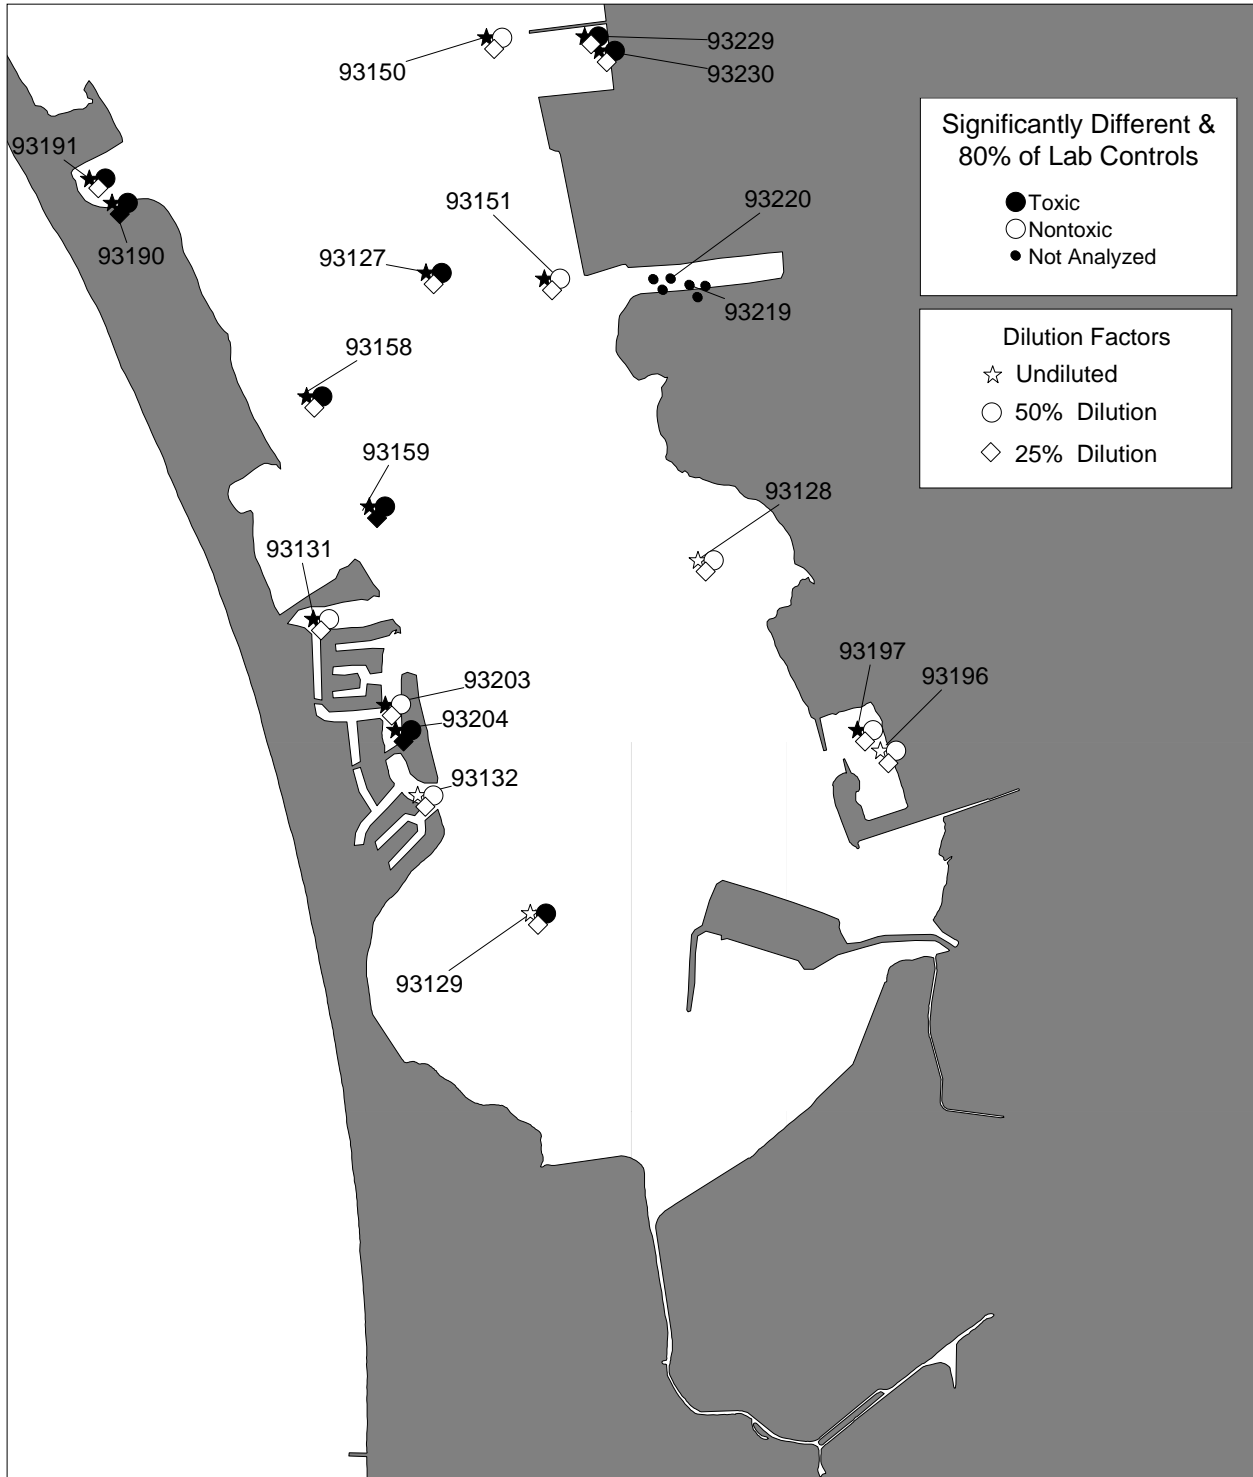 93150
93229
93230
93191
93190
93151
93220
93127
93219
93158
93159
93128
93131
93197
93196
93203
93204
93132
93129
Significantly Different &
80% of Lab Controls
Toxic
Nontoxic
Not Analyzed
Dilution Factors
Undiluted
50% Dilution
25% Dilution